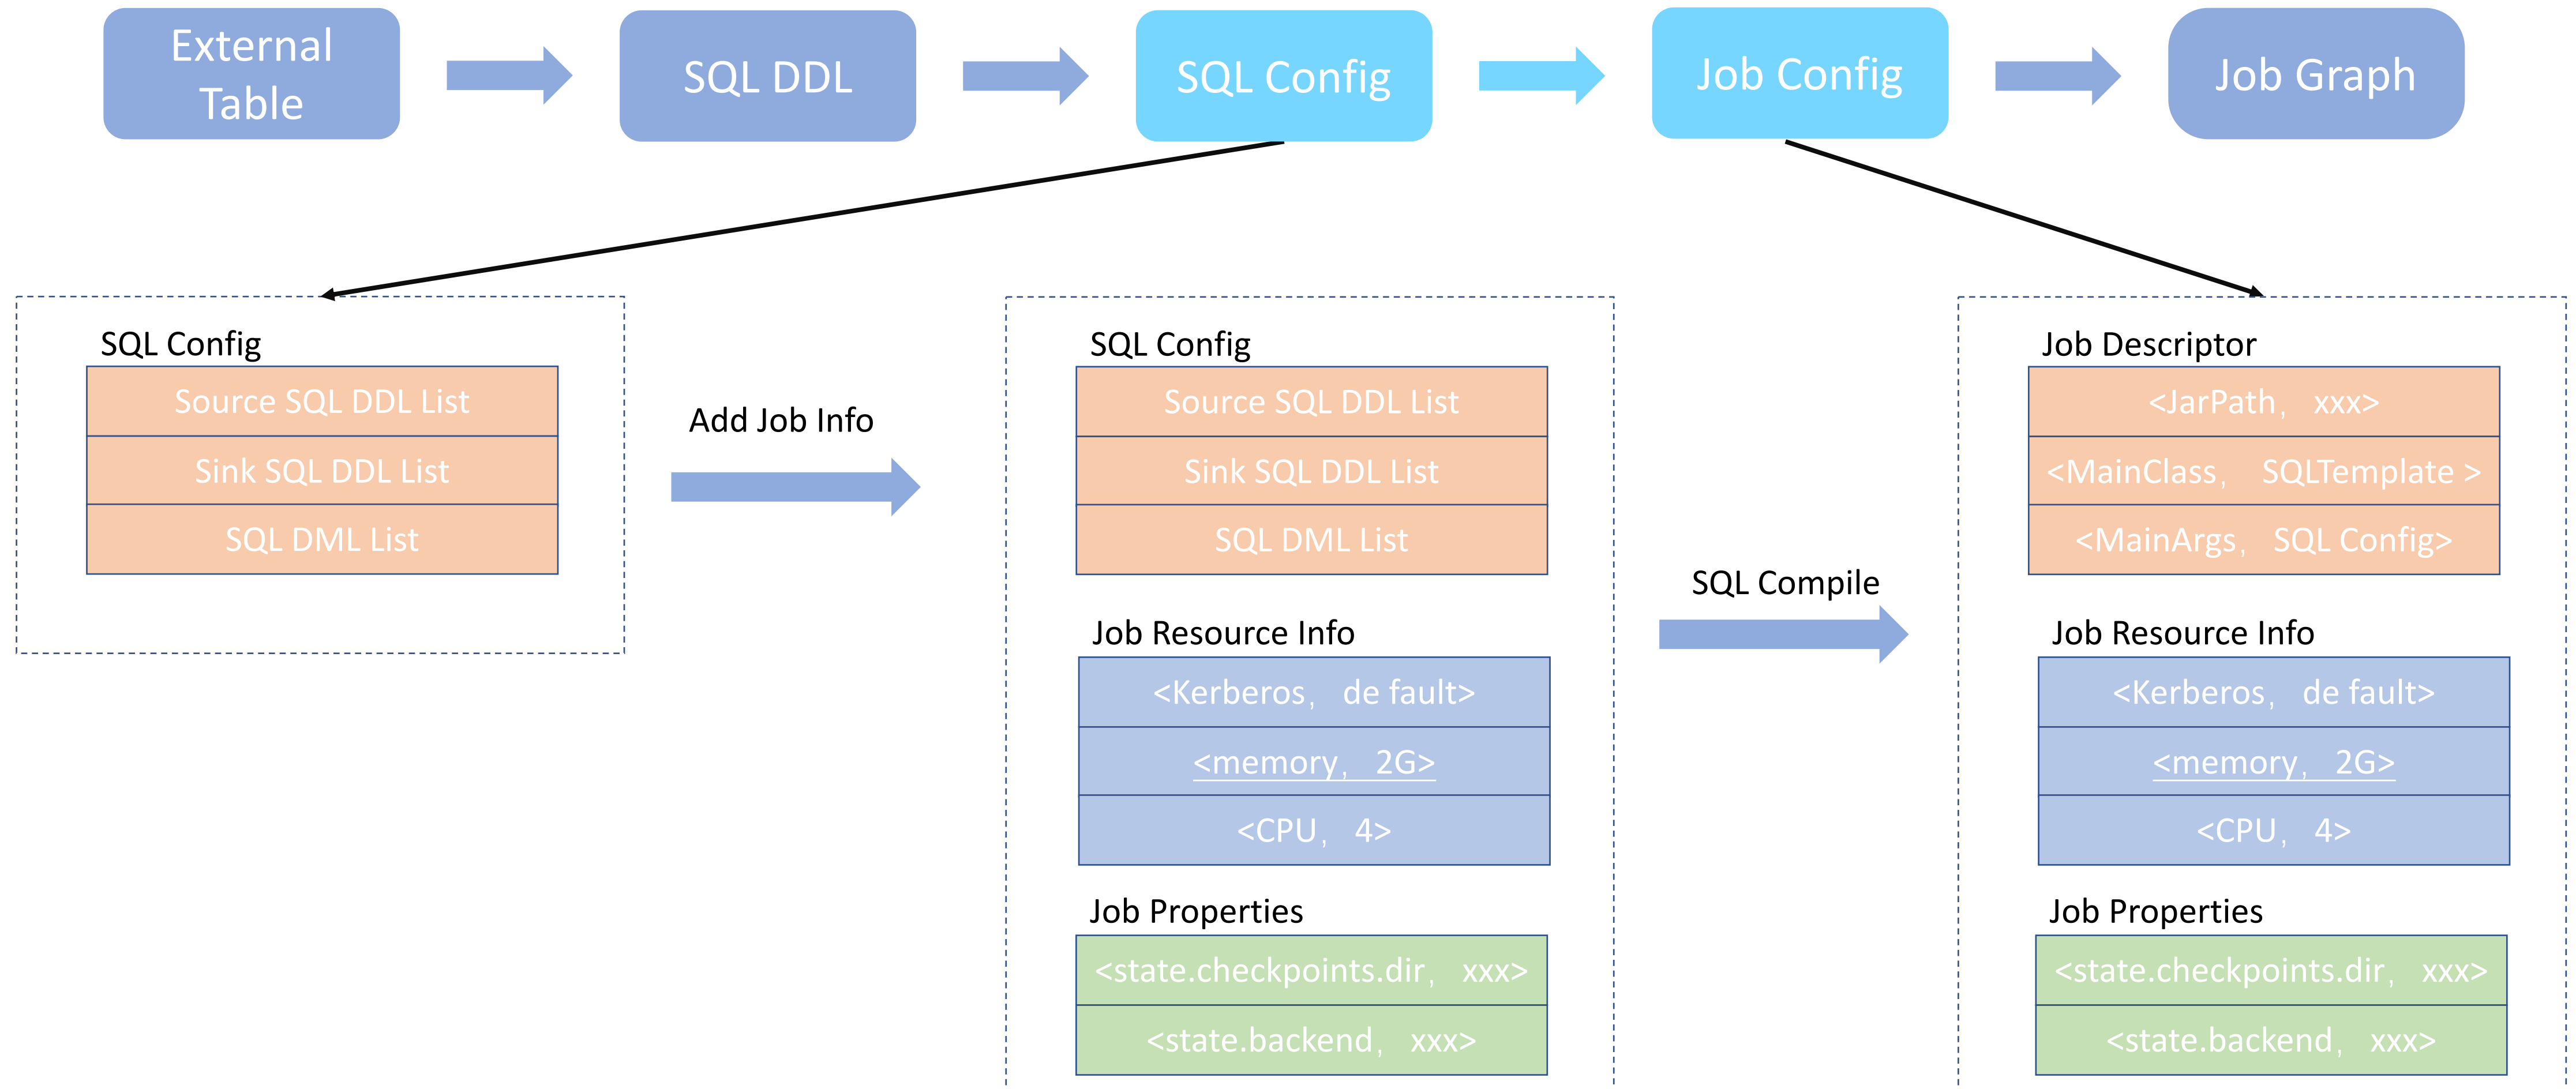 External
Table
SQL DDL
SQL Config
Job Config
Job Graph
SQL Config
Source SQL DDL List
Sink SQL DDL List
SQL DML List
Add Job Info
SQL Config
Source SQL DDL List
Sink SQL DDL List
SQL DML List
Job Resource Info
<Kerberos， de fault>
<memory， 2G>
<CPU， 4>
Job Properties
<state.checkpoints.dir， xxx>
<state.backend， xxx>
SQL Compile
Job Descriptor
<JarPath， xxx>
<MainClass， SQLTemplate >
<MainArgs， SQL Config>
Job Resource Info
<Kerberos， de fault>
<memory， 2G>
<CPU， 4>
Job Properties
<state.checkpoints.dir， xxx>
<state.backend， xxx>